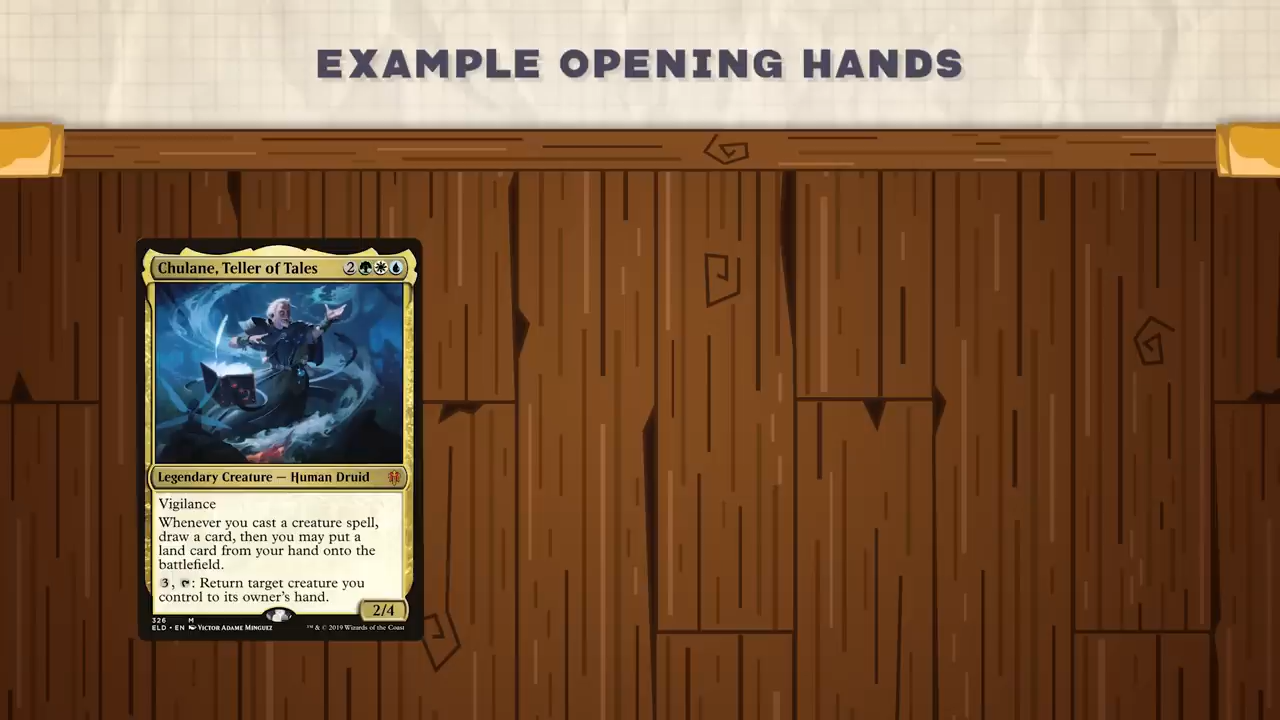 EXAMPLE OPENING HANDS
Chulane, Teller of Tales 2
Legendary Creature — Human Druid
Vigilance
Whenever you cast a creature spell,
draw a card, then you may put a
land card from your hand onto the
battlefield.
3, : Return target creature you
control to its owner's hand.
2/4
326 M
ELD • EN Victor Adame Minguez ™ & © 2019 Wizards of the Coast